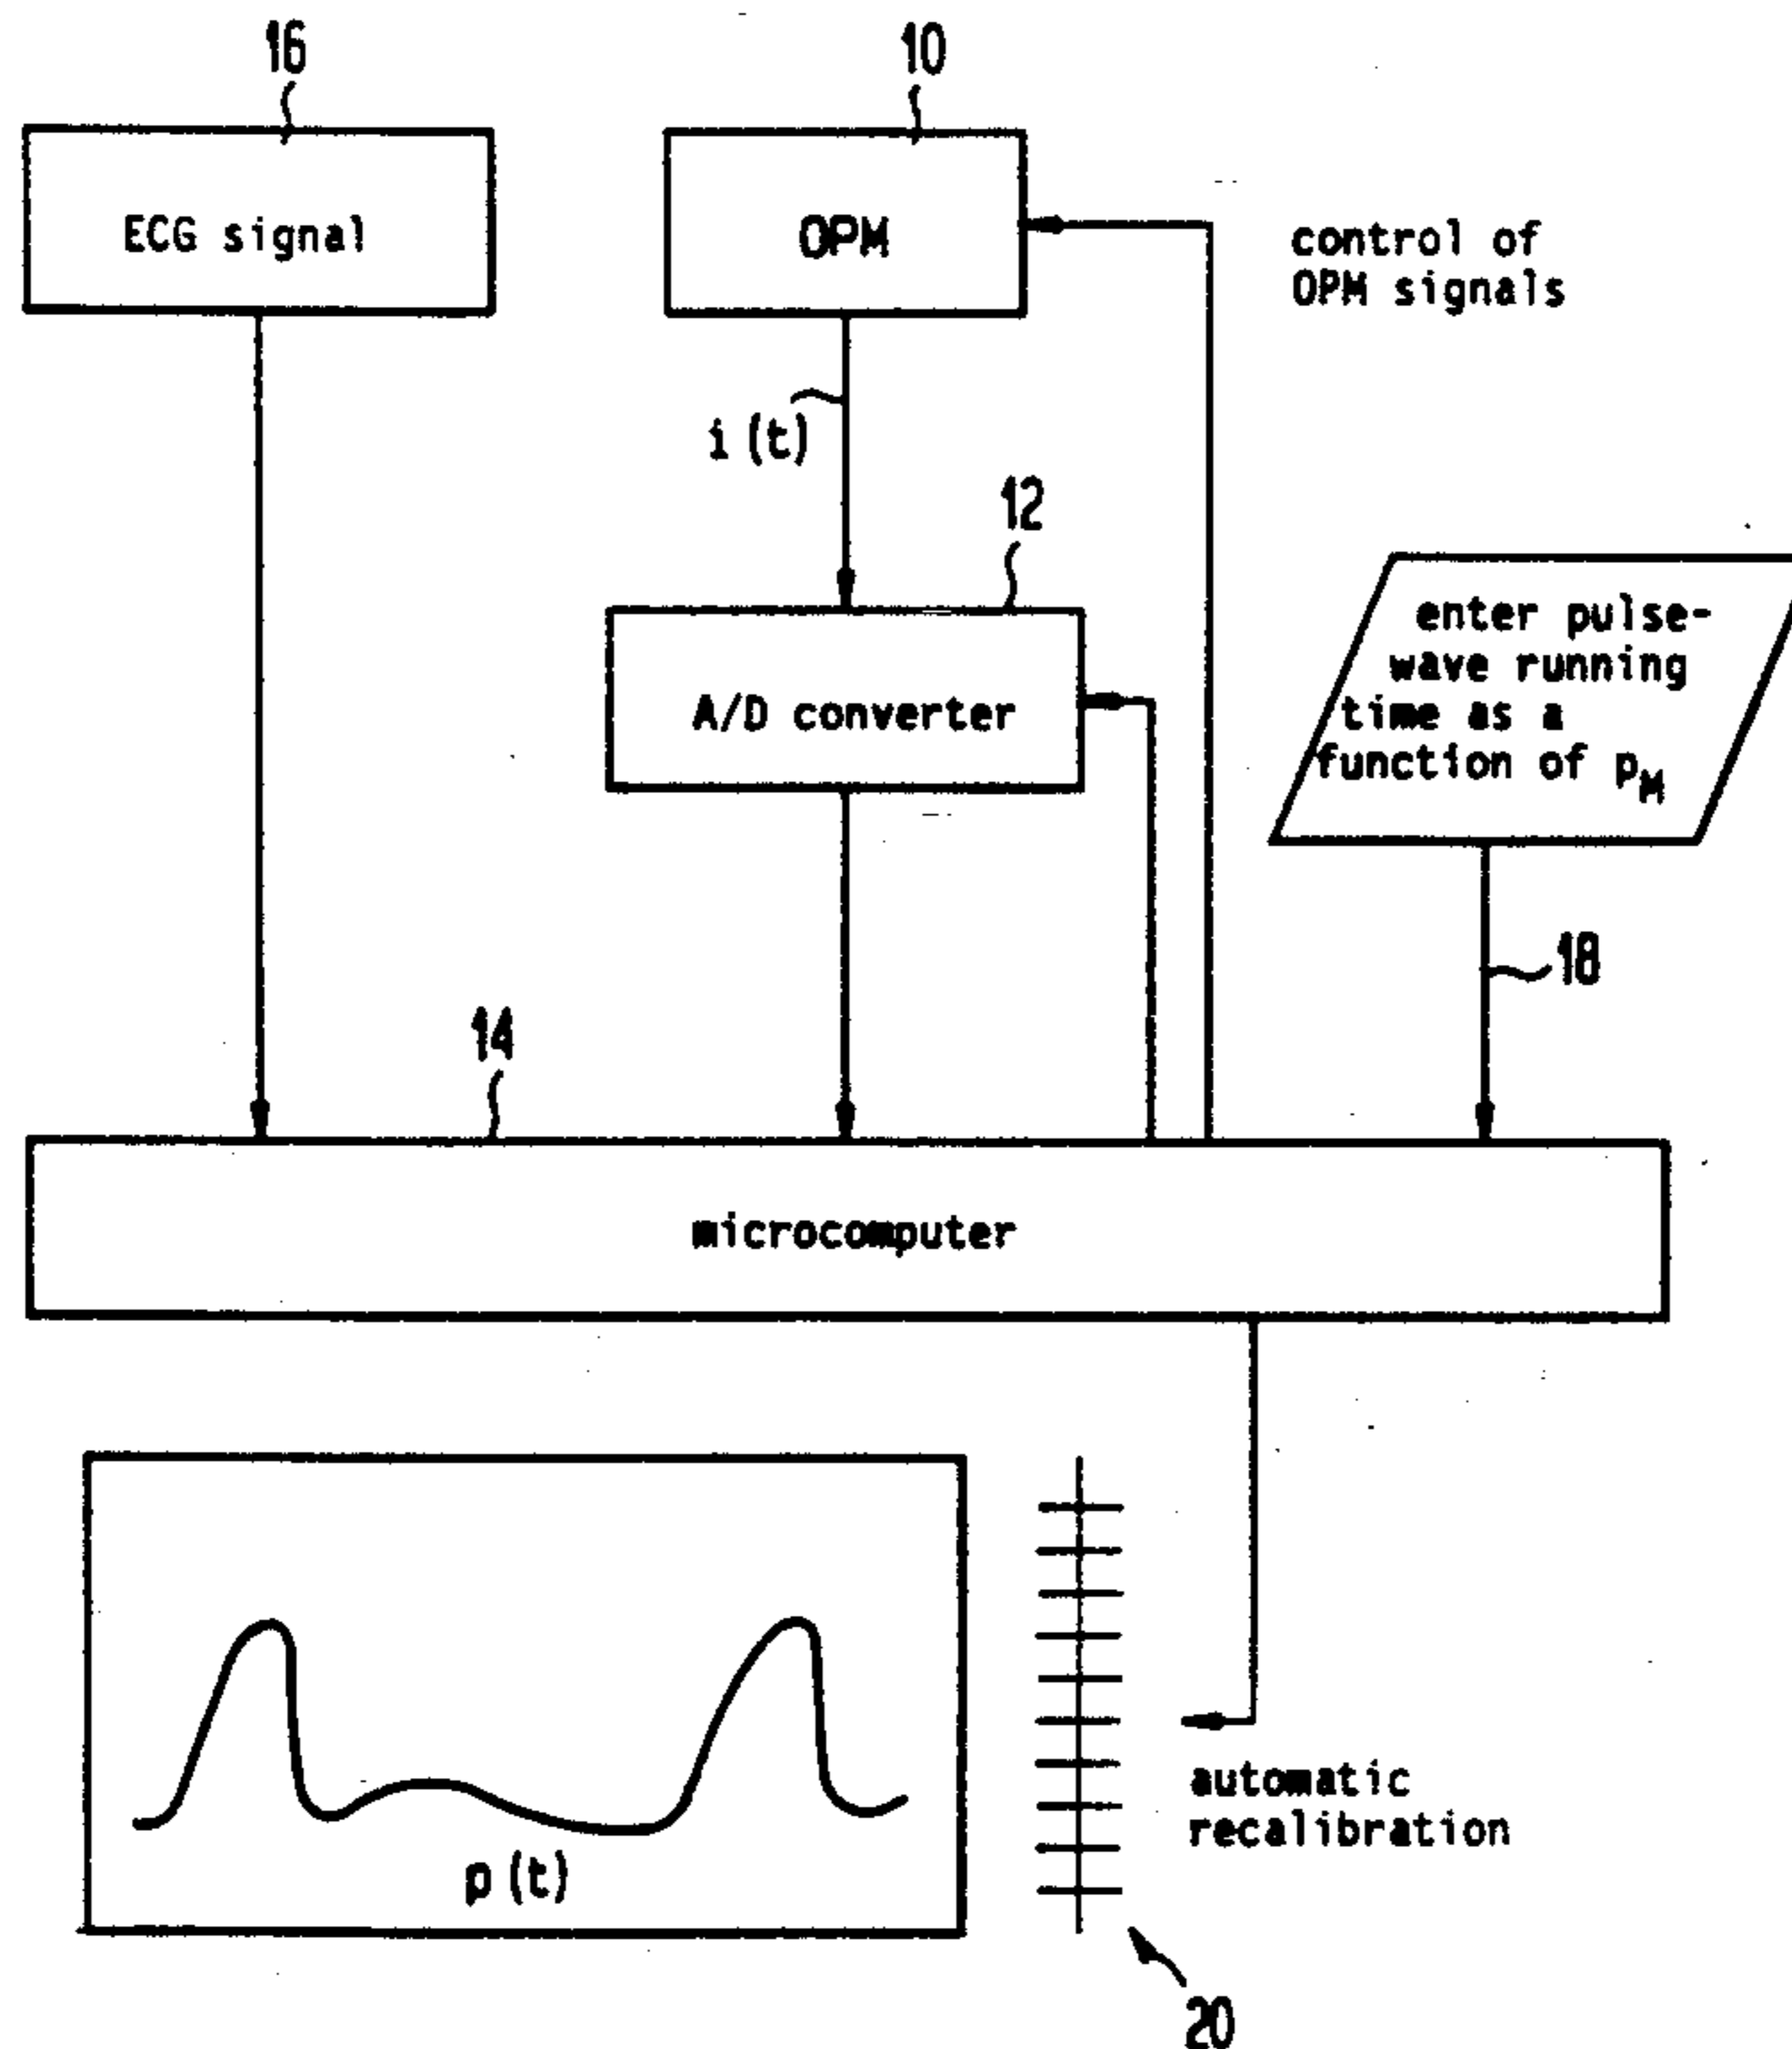 16
10
ECG signal
OPM
control of
OPM signals
i (t)
12
enter pulse-
wave running
time as a
function of pM
A/D converter
18
14
microcomputer
automatic
recalibration
p (t)
20